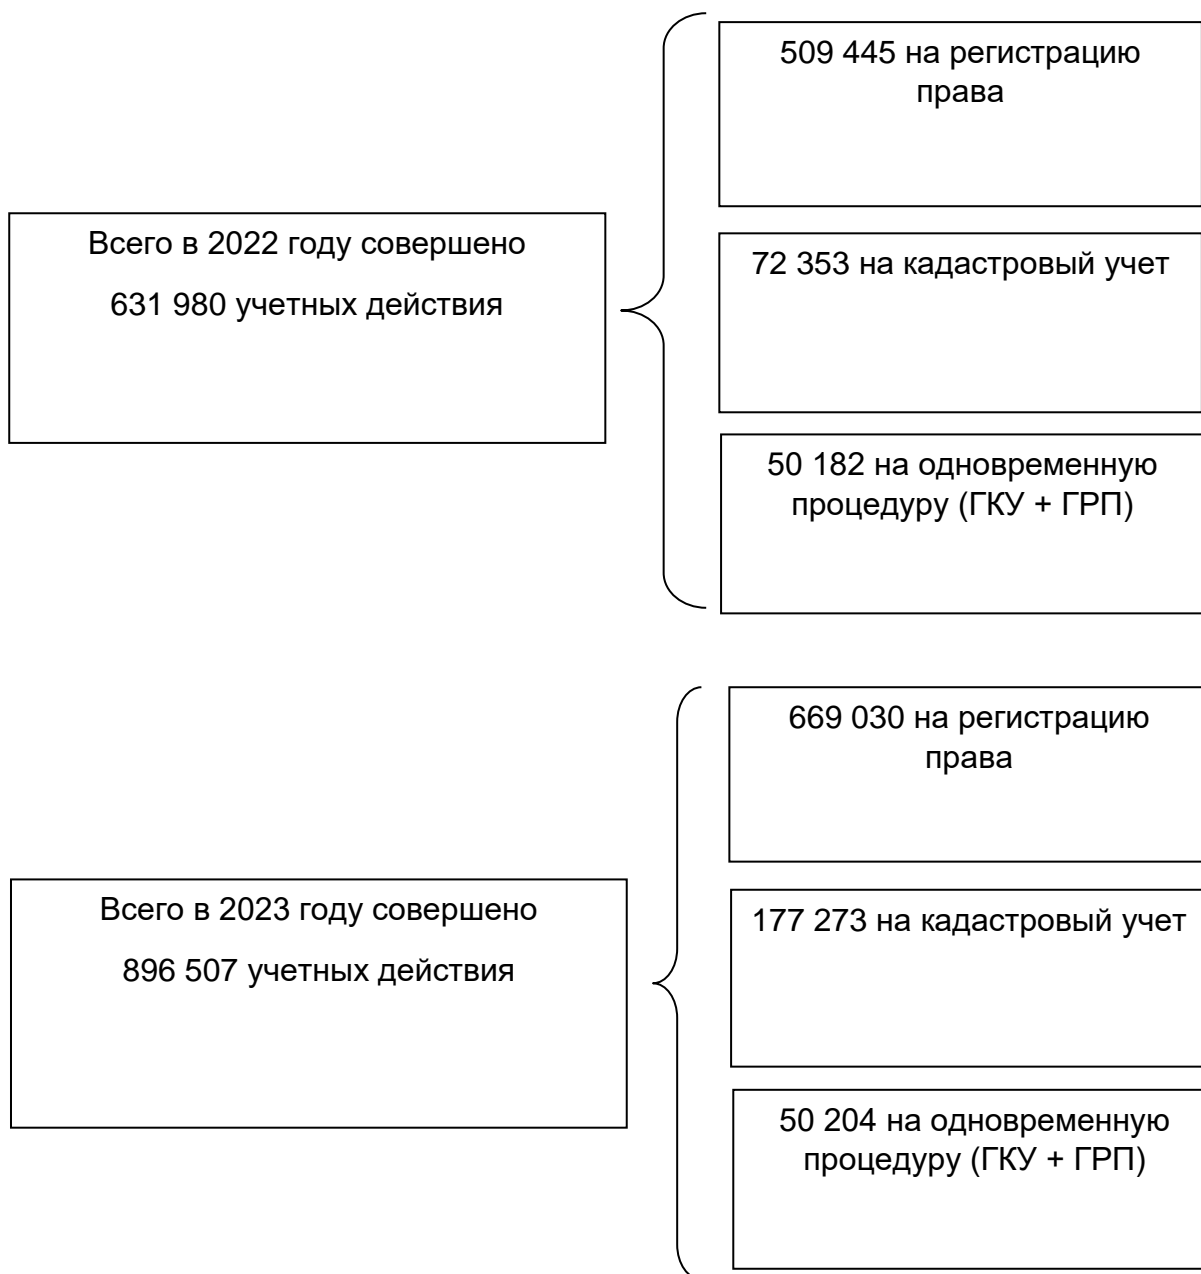 509 445 на регистрацию
права
Всего в 2022 году совершено
631 980 учетных действия
72 353 на кадастровый учет
50 182 на одновременную
процедуру (ГКУ + ГРП)
669 030 на регистрацию
права
Всего в 2023 году совершено
896 507 учетных действия
177 273 на кадастровый учет
50 204 на одновременную
процедуру (ГКУ + ГРП)